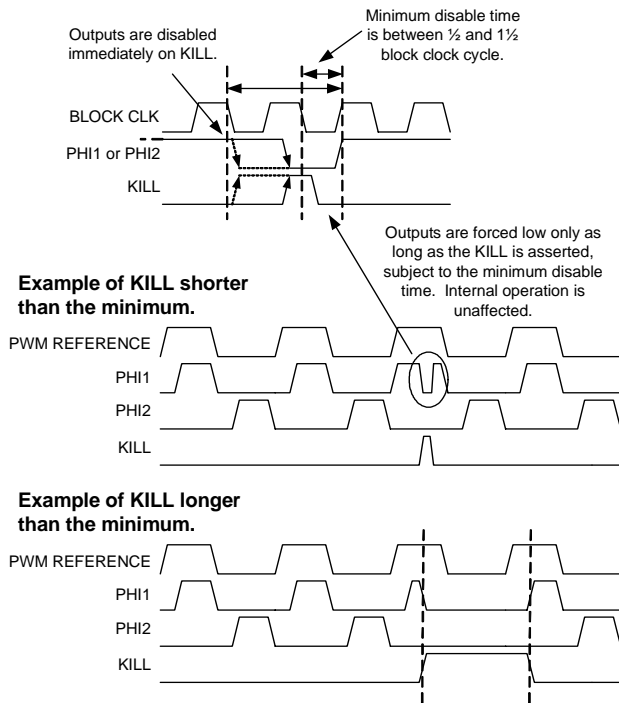 Minimum disable time
is between ½ and 1½
block clock cycle.
Outputs are disabled
immediately on KILL.
BLOCK CLK
PHI1 or PHI2
KILL
Outputs are forced low only as
long as the KILL is asserted,
subject to the minimum disable
time. Internal operation is
unaffected.
Example of KILL shorter
than the minimum.
PWM REFERENCE
PHI1
PHI2
KILL
Example of KILL longer
than the minimum.
PWM REFERENCE
PHI1
PHI2
KILL